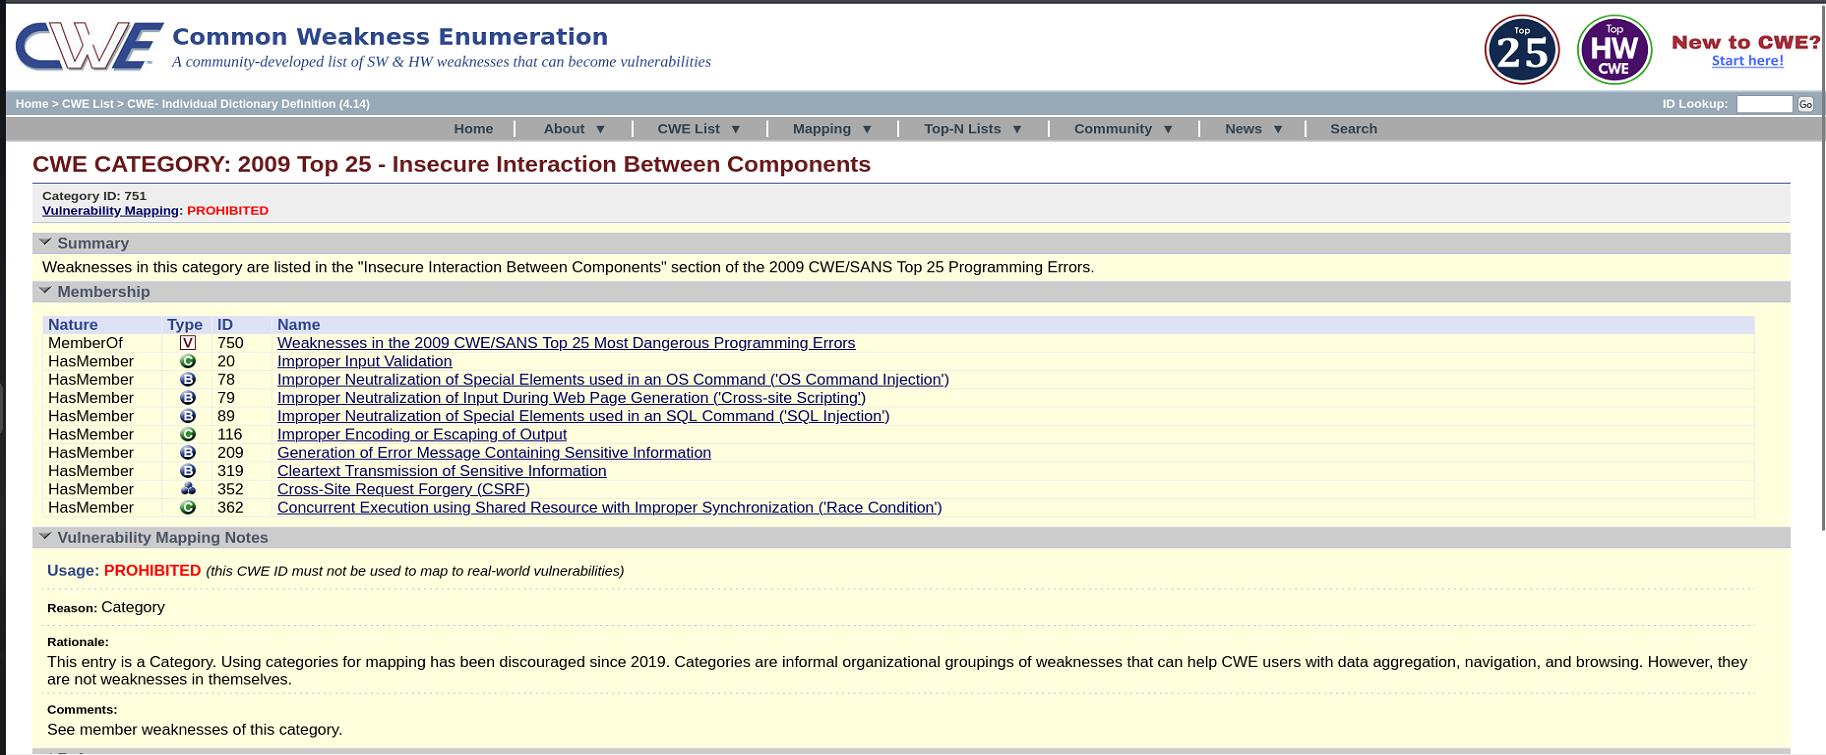 CWE
Common Weakness Enumeration
A community-developed list of SW & HW weaknesses that can become vulnerabilities
Top
25
Top
HW
CWE
New to CWE?
Start here!
Home > CWE List > CWE- Individual Dictionary Definition (4.14)
ID Lookup:
Go
Home
About ▼
CWE List ▼
Mapping ▼
Top-N Lists ▼
Community ▼
News ▼
Search
CWE CATEGORY: 2009 Top 25 - Insecure Interaction Between Components
Category ID: 751
Vulnerability Mapping: PROHIBITED
Summary
Weaknesses in this category are listed in the "Insecure Interaction Between Components" section of the 2009 CWE/SANS Top 25 Programming Errors.
Membership
Nature Type ID Name
MemberOf V 750 Weaknesses in the 2009 CWE/SANS Top 25 Most Dangerous Programming Errors
HasMember C 20 Improper Input Validation
HasMember B 78 Improper Neutralization of Special Elements used in an OS Command ('OS Command Injection')
HasMember B 79 Improper Neutralization of Input During Web Page Generation ('Cross-site Scripting')
HasMember B 89 Improper Neutralization of Special Elements used in an SQL Command ('SQL Injection')
HasMember C 116 Improper Encoding or Escaping of Output
HasMember B 209 Generation of Error Message Containing Sensitive Information
HasMember B 319 Cleartext Transmission of Sensitive Information
HasMember 352 Cross-Site Request Forgery (CSRF)
HasMember C 362 Concurrent Execution using Shared Resource with Improper Synchronization ('Race Condition')
Vulnerability Mapping Notes
Usage: PROHIBITED (this CWE ID must not be used to map to real-world vulnerabilities)
Reason: Category
Rationale:
This entry is a Category. Using categories for mapping has been discouraged since 2019. Categories are informal organizational groupings of weaknesses that can help CWE users with data aggregation, navigation, and browsing. However, they
are not weaknesses in themselves.
Comments:
See member weaknesses of this category.